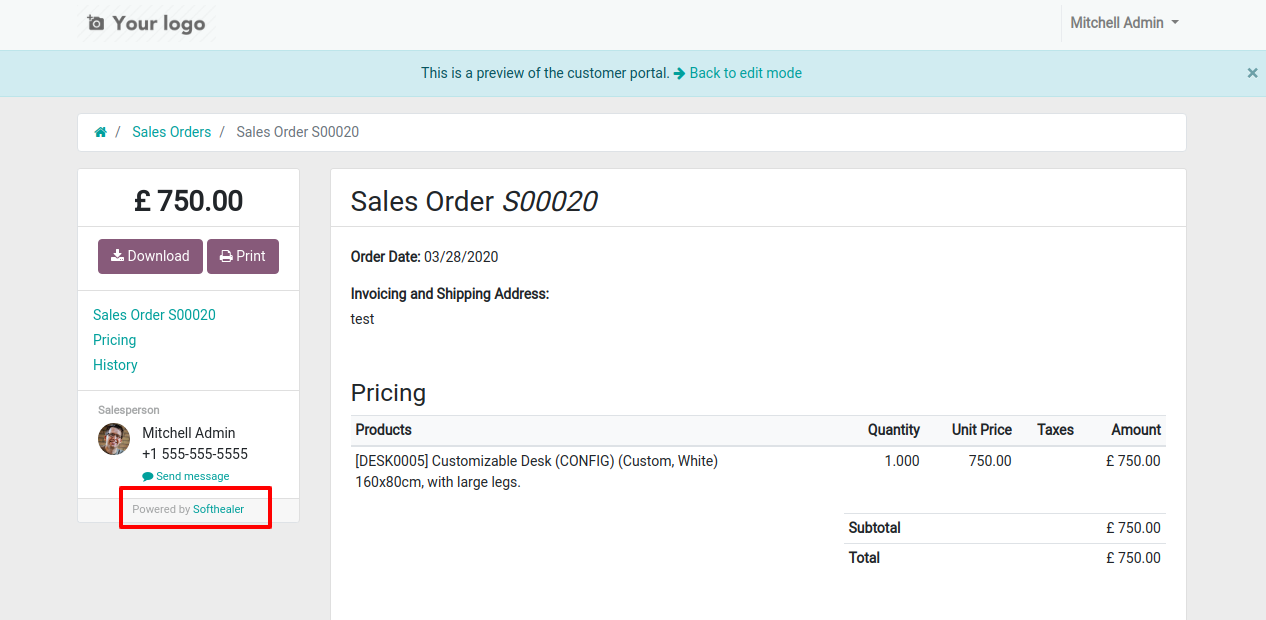 Your logo
Mitchell Admin
This is a preview of the customer portal. Back to edit mode ×
/ Sales Orders / Sales Order S00020
£ 750.00
Download Print
Sales Order S00020
Pricing
History
Salesperson
Mitchell Admin
+1 555-555-5555
Send message
Powered by Softhealer
Sales Order S00020
Order Date: 03/28/2020
Invoicing and Shipping Address:
test
Pricing
Products Quantity Unit Price Taxes Amount
[DESK0005] Customizable Desk (CONFIG) (Custom, White) 1.000 750.00 £ 750.00
160x80cm, with large legs.
Subtotal £ 750.00
Total £ 750.00